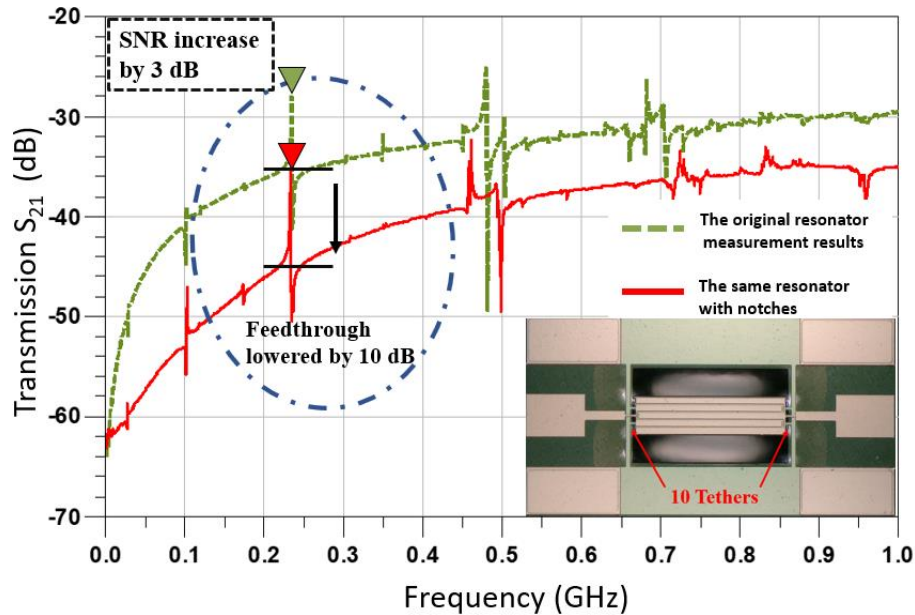 -20
-30
-40
-50
-60
-70
Transmission S21 (dB)
SNR increase
by 3 dB
Feedthrough
lowered by 10 dB
The original resonator
measurement results
The same resonator
with notches
10 Tethers
0.0 0.1 0.2 0.3 0.4 0.5 0.6 0.7 0.8 0.9 1.0
Frequency (GHz)